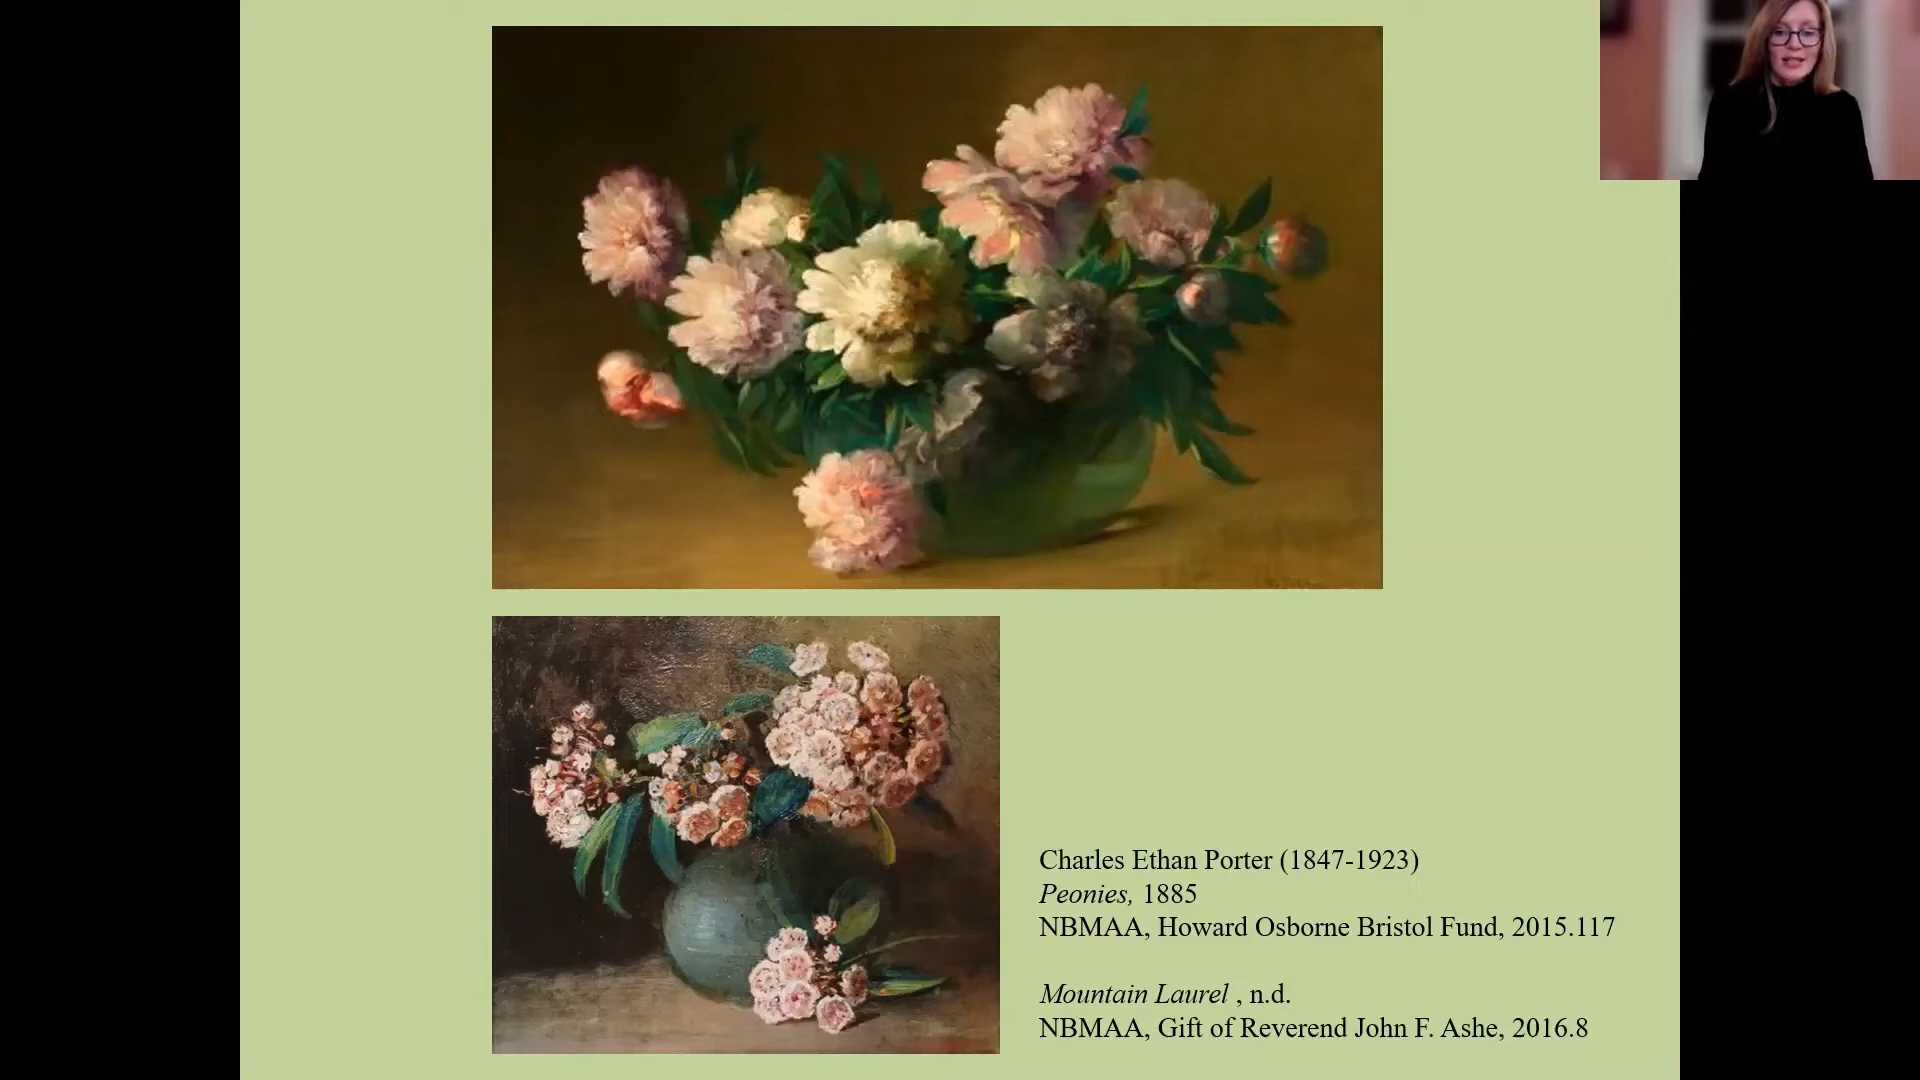 Charles Ethan Porter (1847-1923)
Peonies, 1885
NBMAA, Howard Osborne Bristol Fund, 2015.117
Mountain Laurel , n.d.
NBMAA, Gift of Reverend John F. Ashe, 2016.8